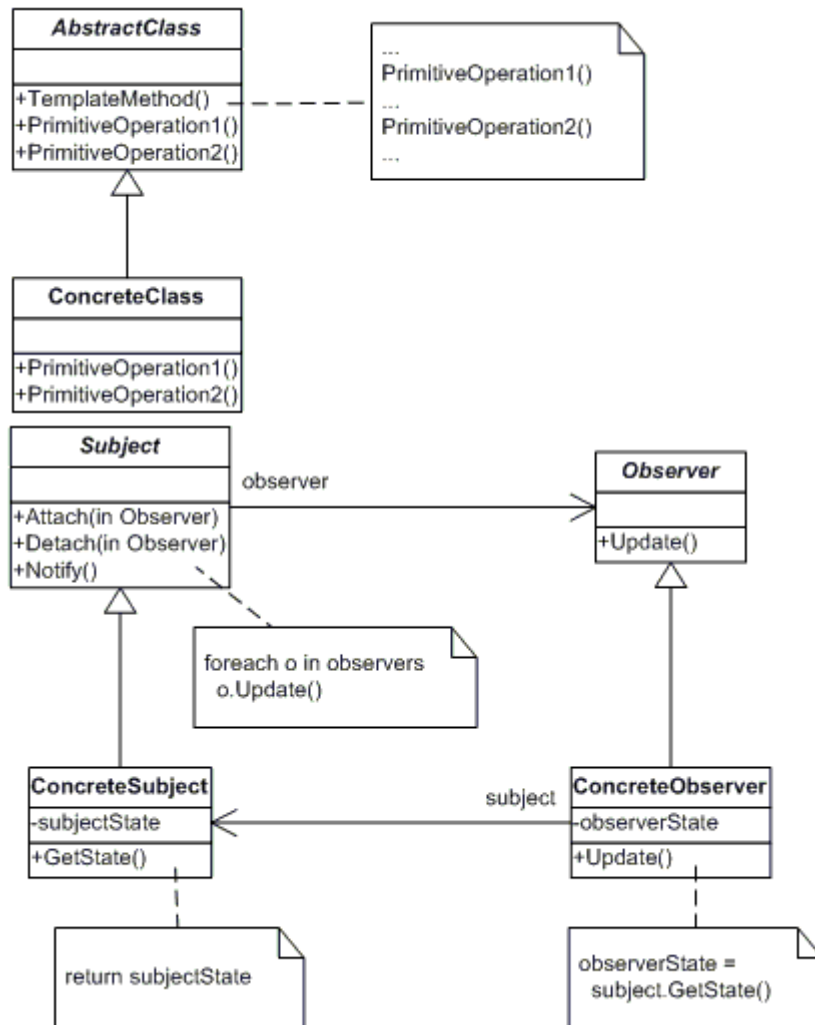 AbstractClass
+TemplateMethod()
+PrimitiveOperation1()
+PrimitiveOperation2()
...
PrimitiveOperation1()
...
PrimitiveOperation2()
...
ConcreteClass
+PrimitiveOperation1()
+PrimitiveOperation2()
Subject
+Attach(in Observer)
+Detach(in Observer)
+Notify()
observer
Observer
+Update()
foreach o in observers
o.Update()
ConcreteSubject
-subjectState
+GetState()
subject
ConcreteObserver
-observerState
+Update()
return subjectState
observerState =
subject.GetState()